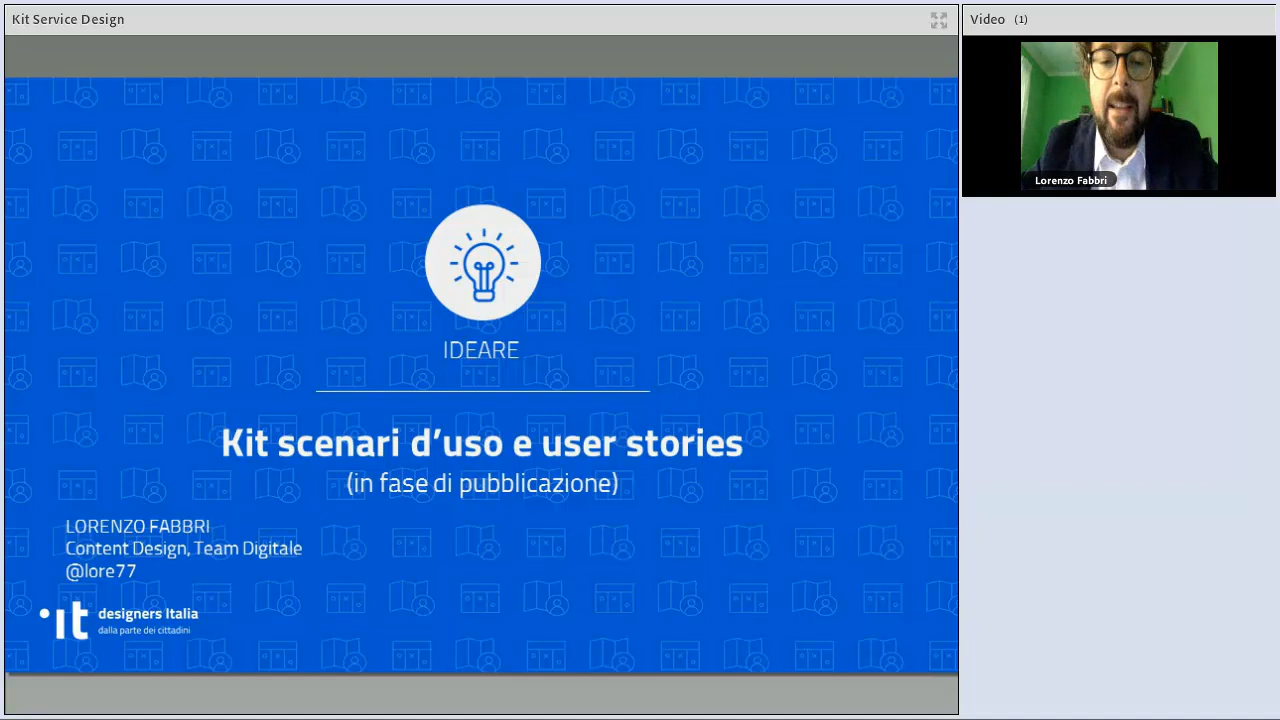 Kit Service Design
Video (1)
Lorenzo Fabbri
IDEARE
Kit scenari d'uso e user stories
(in fase di pubblicazione)
LORENZO FABBRI
Content Design, Team Digitale
@lore77
.it designers Italia
dalla parte dei cittadini